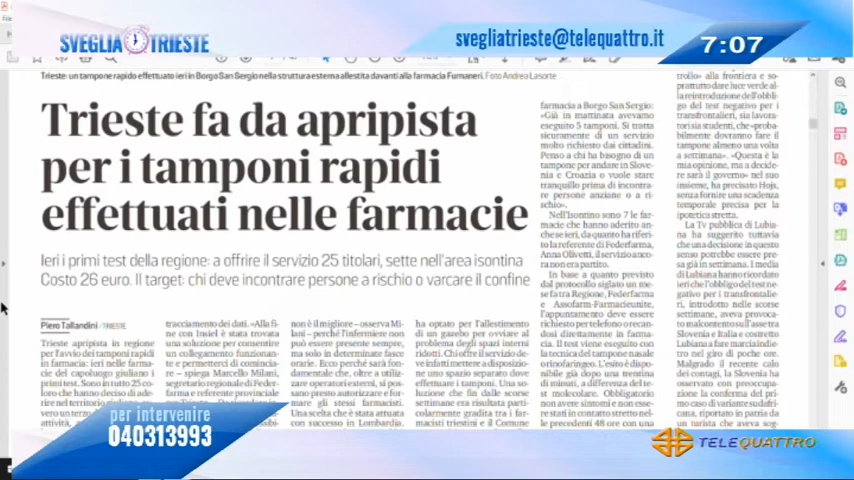 SVEGLIA TRIESTE
svegliatrieste@telequattro.it
7:07
Trieste: un tampone rapido effettuato ieri in Borgo San Sergio nella struttura esterna allestita davanti alla farmacia Fumaneri. Foto Andrea Lasorte
Trieste fa da apripista
per i tamponi rapidi
effettuati nelle farmacie
Ieri i primi test della regione: a offrire il servizio 25 titolari, sette nell'area isontina
Costo 26 euro. Il target: chi deve incontrare persone a rischio o varcare il confine
Piero Tallandini / TRIESTE
Trieste apripista in regione
per l'avvio dei tamponi rapidi
in farmacia: ieri nelle farma-
cie del capoluogo giuliano i
primi test. Sono in tutto 25 co-
loro che hanno deciso di ade-
rire nel territorio
vero un terzo
attività,
tracciamento dei dati. «Alla fi-
ne con Insiel è stata trovata
una soluzione per consentire
un collegamento funzionan-
te e permetterci di comincia-
re – spiega Marcello Milani,
segretario regionale di Feder-
farma e referente provinciale
non è il migliore – osserva Mi-
lani – perché l'infermiere non
può essere presente sempre,
ma solo in determinate fasce
orarie. Ecco perché sarà fon-
damentale che, oltre a utiliz-
zare operatori esterni, si pos-
sano presto autorizzare e for-
mare gli stessi farmacisti.
Una scelta che è stata attuata
con successo in Lombardia.
ha optato per l'allestimento
di un gazebo per ovviare al
problema degli spazi interni
ridotti. Chi offre il servizio de-
ve infatti mettere a disposizio-
ne uno spazio separato dove
effettuare i tamponi. Una so-
luzione che fin dalle scorse
settimane era risultata parti-
colarmente gradita tra i far-
macisti triestini e il Comune
farmacia a Borgo San Sergio:
«Già in mattinata avevamo
eseguito 5 tamponi. Si tratta
sicuramente di un servizio
molto richiesto dai cittadini.
Penso a chi ha bisogno di un
tampone per andare in Slove-
nia e Croazia o vuole stare
tranquillo prima di incontra-
re persone anziane o a ri-
schio».
Nell'Isontino sono 7 le far-
macie che hanno aderito an-
che se ieri, da quanto ha riferi-
to la referente di Federfarma,
Anna Olivetti, il servizio anco-
ra non era partito.
In base a quanto previsto
dal protocollo siglato un me-
se fa tra Regione, Federfarma
e Assofarm-Farmacieunite,
l'appuntamento deve essere
richiesto per telefono o recan-
dosi direttamente in farma-
cia. Il test viene eseguito con
la tecnica del tampone nasale
o rinofaringeo. L'esito è dispo-
nibile già dopo una trentina
di minuti, a differenza del te-
st molecolare. Obbligatorio
non avere sintomi e non esse-
re stati in contatto stretto nel-
le precedenti 48 ore con una
trollo» alla frontiera e so-
prattutto dare luce verde al-
la reintroduzione dell'obbli-
go del test negativo per i
transfrontalieri, sia lavora-
tori sia studenti, che «proba-
bilmente dovranno fare il
tampone almeno una volta
a settimana». «Questa è la
mia opinione, ma a decide-
re sarà il governo» nel suo
insieme, ha precisato Hojs,
senza fornire una scadenza
temporale precisa per la
ipotetica stretta.
La Tv pubblica di Lubia-
na ha suggerito tuttavia
che una decisione in questo
senso potrebbe essere pre-
sa già in settimana. I media
di Lubiana hanno ricordato
ieri che l'obbligo del test ne-
gativo per i transfrontalie-
ri, introdotto nelle scorse
settimane, aveva provoca-
to malcontento sull'asse tra
Slovenia e Italia e costretto
Lubiana a fare marcia indie-
tro nel giro di poche ore.
Malgrado il recente calo
dei contagi, la Slovenia ha
osservato con preoccupa-
zione la conferma del pri-
mo caso di variante sudafri-
cana, riportato in patria da
un turista che aveva sog-
per intervenire
040313993
TELEQUATTRO